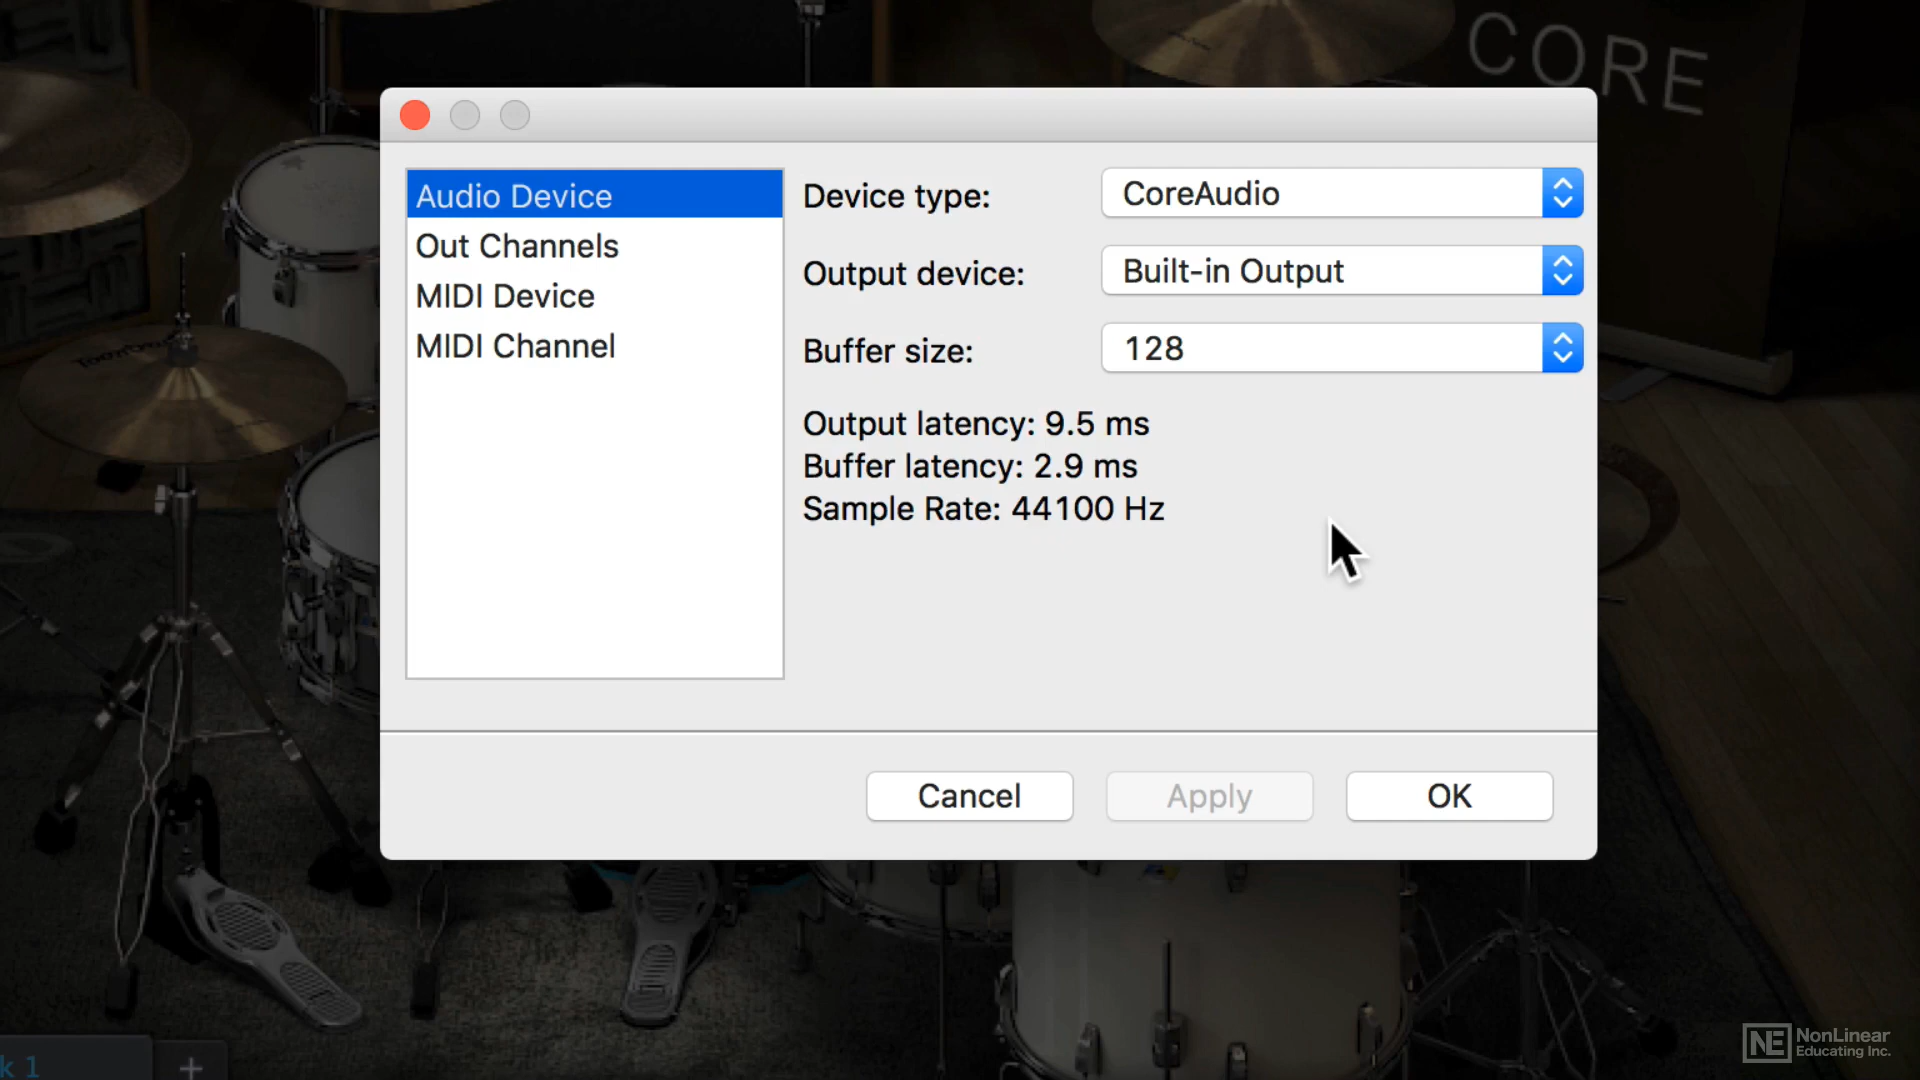 CORE
Audio Device
Out Channels
MIDI Device
MIDI Channel
Device type: CoreAudio
Output device: Built-in Output
Buffer size: 128
Output latency: 9.5 ms
Buffer latency: 2.9 ms
Sample Rate: 44100 Hz
Cancel Apply OK
k 1 +
NE NonLinear
Educating Inc.